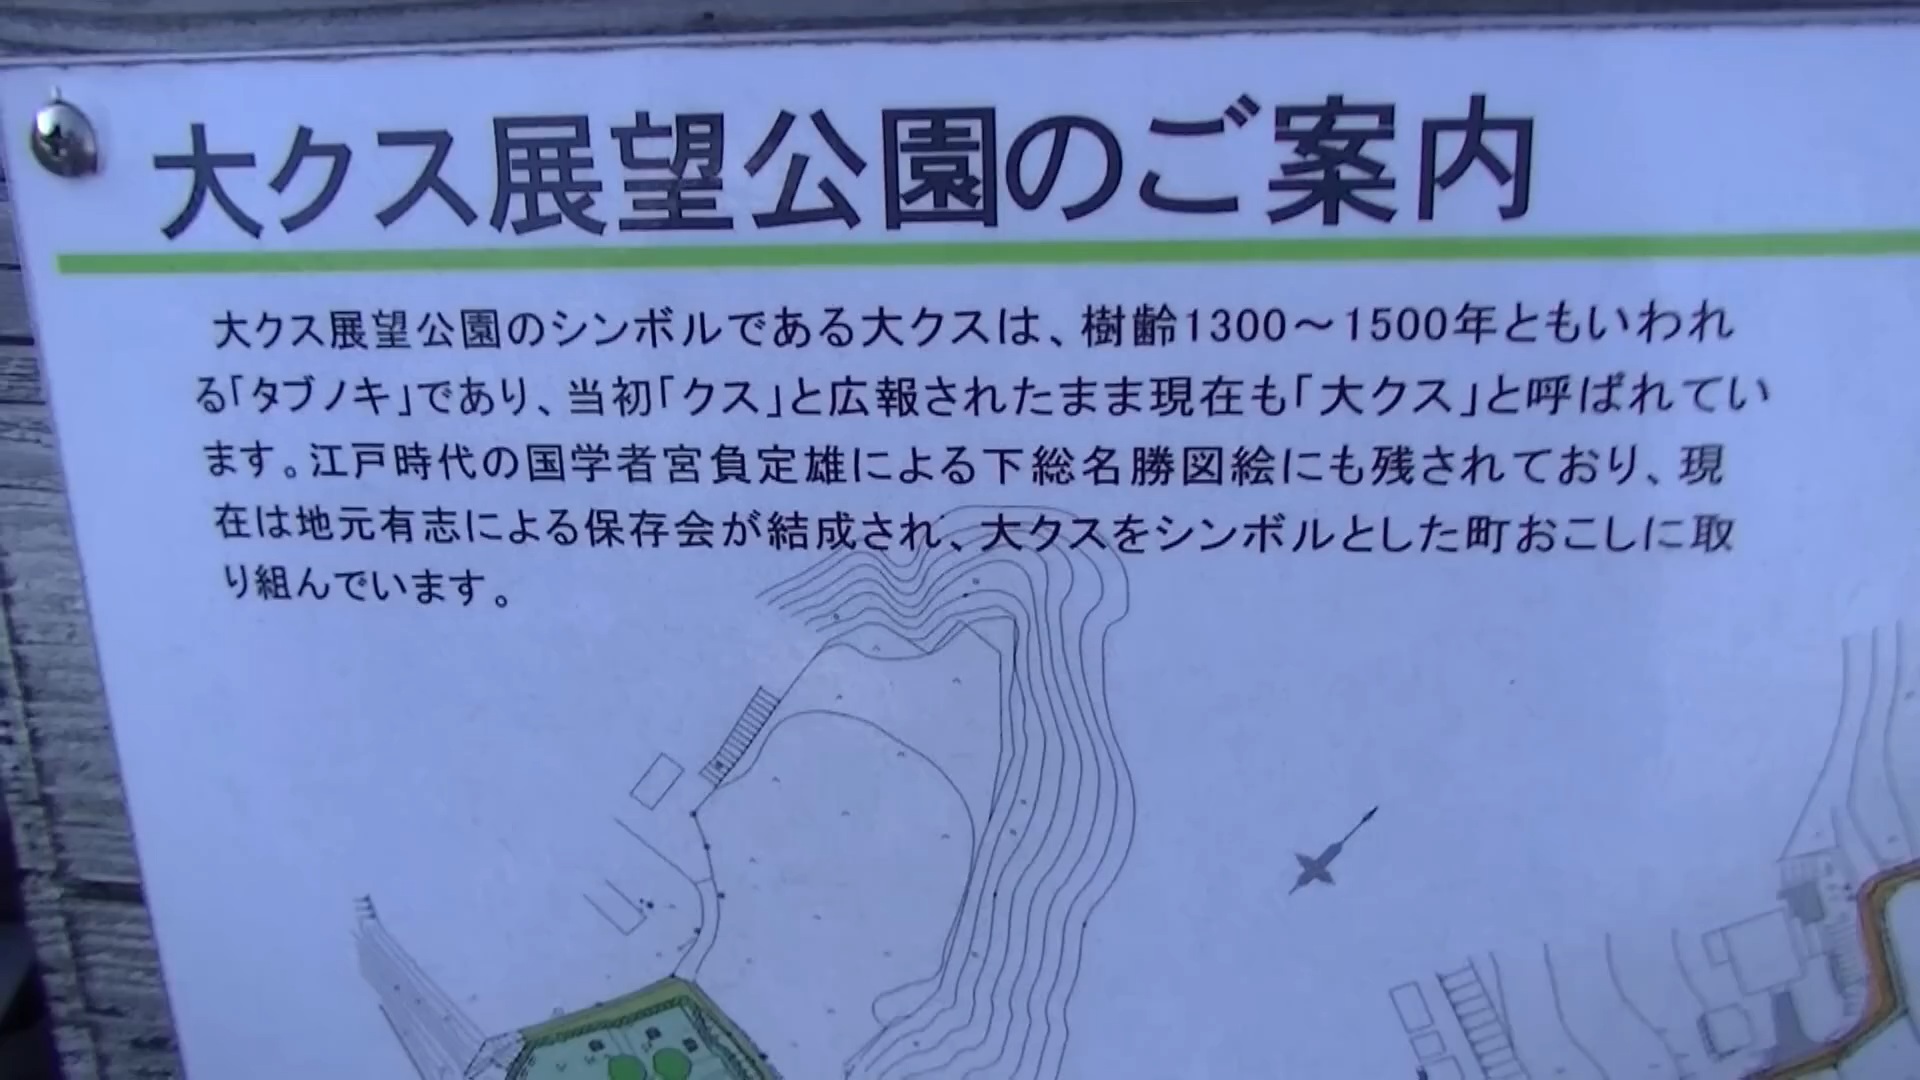 大クス展望公園のご案内
大クス展望公園のシンボルである大クスは、樹齢1300～1500年ともいわれ
る「タブノキ」であり、当初「クス」と広報されたまま現在も「大クス」と呼ばれてい
ます。江戸時代の国学者宮負定雄による下総名勝図絵にも残されており、現
在は地元有志による保存会が結成され、大クスをシンボルとした町おこしに取
り組んでいます。